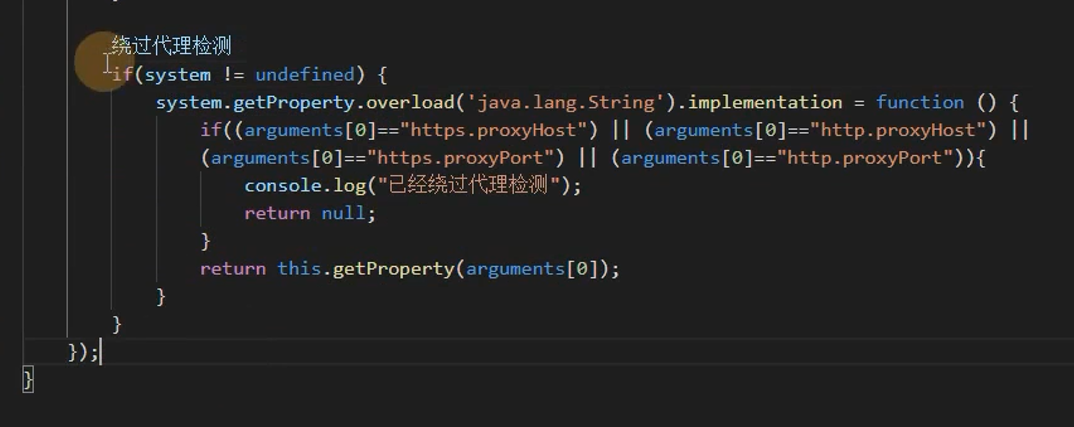 绕过代理检测
if(system != undefined) {
system.getProperty.overload('java.lang.String').implementation = function () {
if((arguments[0]=="https.proxyHost") || (arguments[0]=="http.proxyHost") ||
(arguments[0]=="https.proxyPort") || (arguments[0]=="http.proxyPort")){
console.log("已经绕过代理检测");
return null;
}
return this.getProperty(arguments[0]);
}
}
});
}